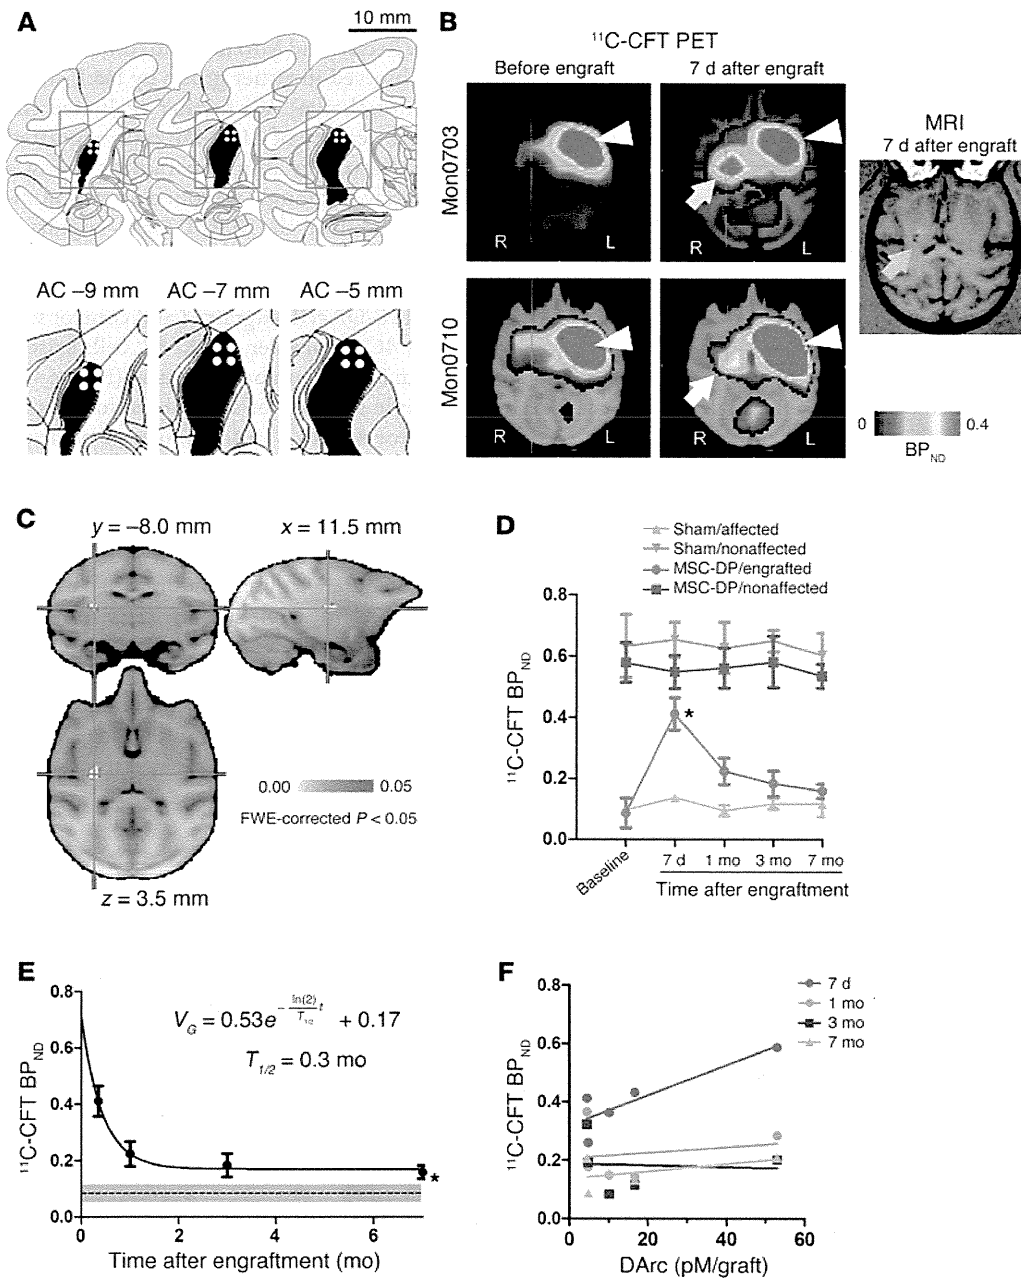 A
10 mm
AC –9 mm
AC –7 mm
AC –5 mm
B
¹¹C-CFT PET
Before engraft
7 d after engraft
MRI
7 d after engraft
Mon0703
R
L
R
L
Mon0710
R
L
R
L
0
0.4
BP_ND
C
y = –8.0 mm
x = 11.5 mm
z = 3.5 mm
0.00
0.05
FWE-corrected P < 0.05
D
Sham/affected
Sham/nonaffected
MSC-DP/engrafted
MSC-DP/nonaffected
¹¹C-CFT BP_ND
0.8
0.6
0.4
0.2
0.0
*
Baseline
7 d
1 mo
3 mo
7 mo
Time after engraftment
E
¹¹C-CFT BP_ND
0.8
0.4
0.2
0.0
V_G = 0.53e^{-\frac{ln(2)}{T_{1/2}}t} + 0.17
T_{1/2} = 0.3 mo
*
0
2
4
6
Time after engraftment (mo)
F
7 d
1 mo
3 mo
7 mo
¹¹C-CFT BP_ND
0.8
0.6
0.4
0.2
0.0
0
20
40
60
DArc (pM/graft)